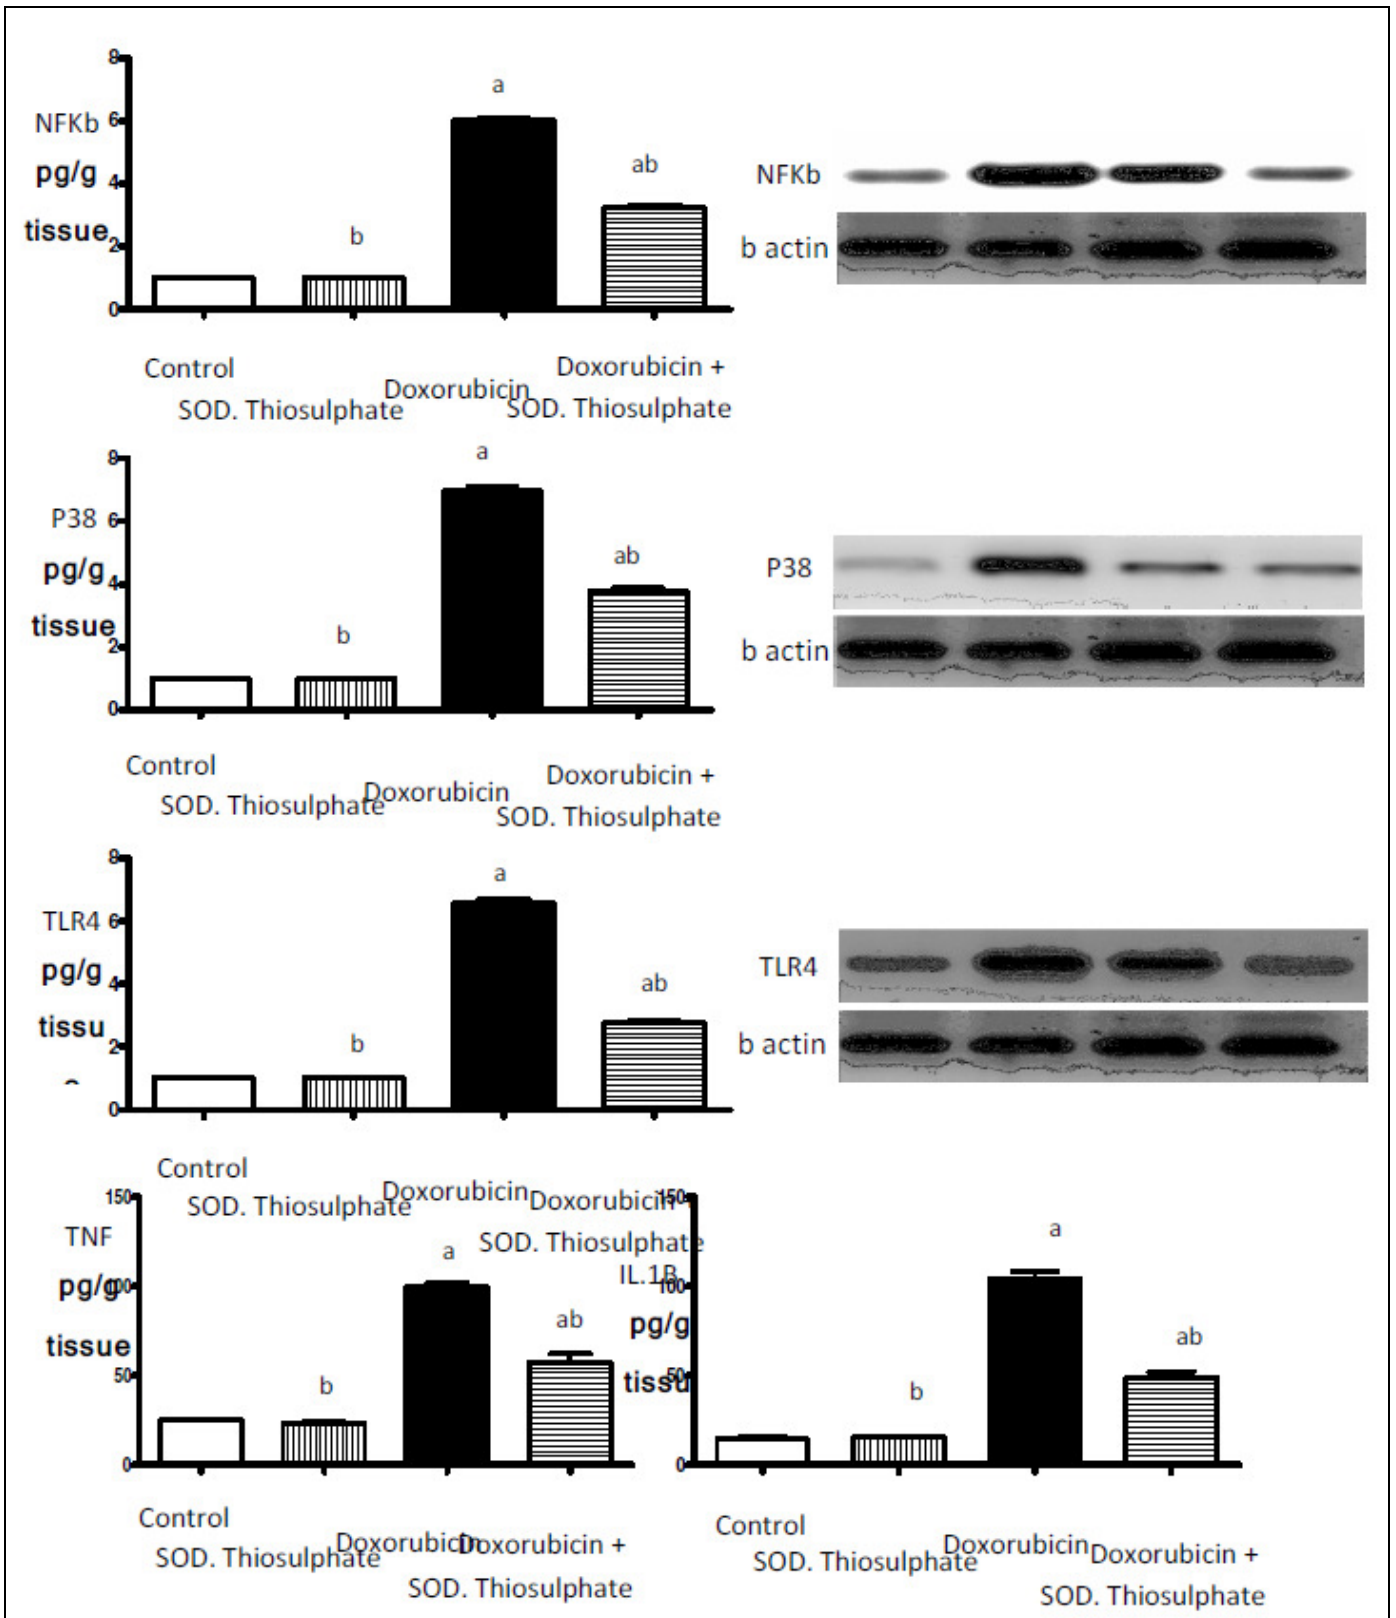 8
6
4
2
0
NFKb
pg/g
tissue
a
ab
b
Control
SOD. Thiosulphate
Doxorubicin
Doxorubicin +
SOD. Thiosulphate
NFKb
b actin
8
6
4
2
0
P38
pg/g
tissue
a
ab
b
Control
SOD. Thiosulphate
Doxorubicin
Doxorubicin +
SOD. Thiosulphate
P38
b actin
8
6
4
2
0
TLR4
pg/g
tissu
a
ab
b
Control
SOD. Thiosulphate
Doxorubicin
Doxorubicin
SOD. Thiosulphate
TLR4
b actin
150
100
50
0
TNF
pg/g
tissue
a
ab
b
Control
SOD. Thiosulphate
Doxorubicin
Doxorubicin +
SOD. Thiosulphate
150
100
50
0
IL.1B
pg/g
tissu
a
ab
b
Control
SOD. Thiosulphate
Doxorubicin
Doxorubicin +
SOD. Thiosulphate